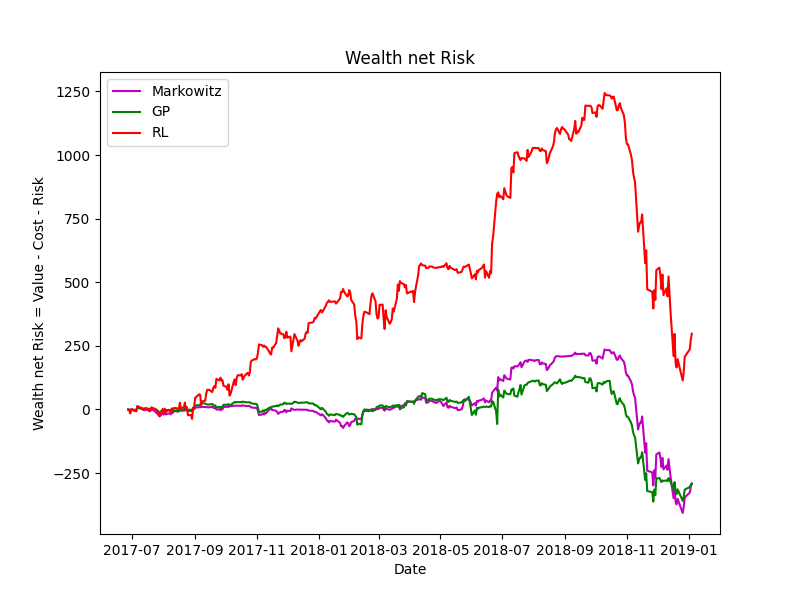 Wealth net Risk
Markowitz
GP
RL
Wealth net Risk = Value - Cost - Risk
1250
1000
750
500
250
0
−250
2017-07 2017-09 2017-11 2018-01 2018-03 2018-05 2018-07 2018-09 2018-11 2019-01
Date